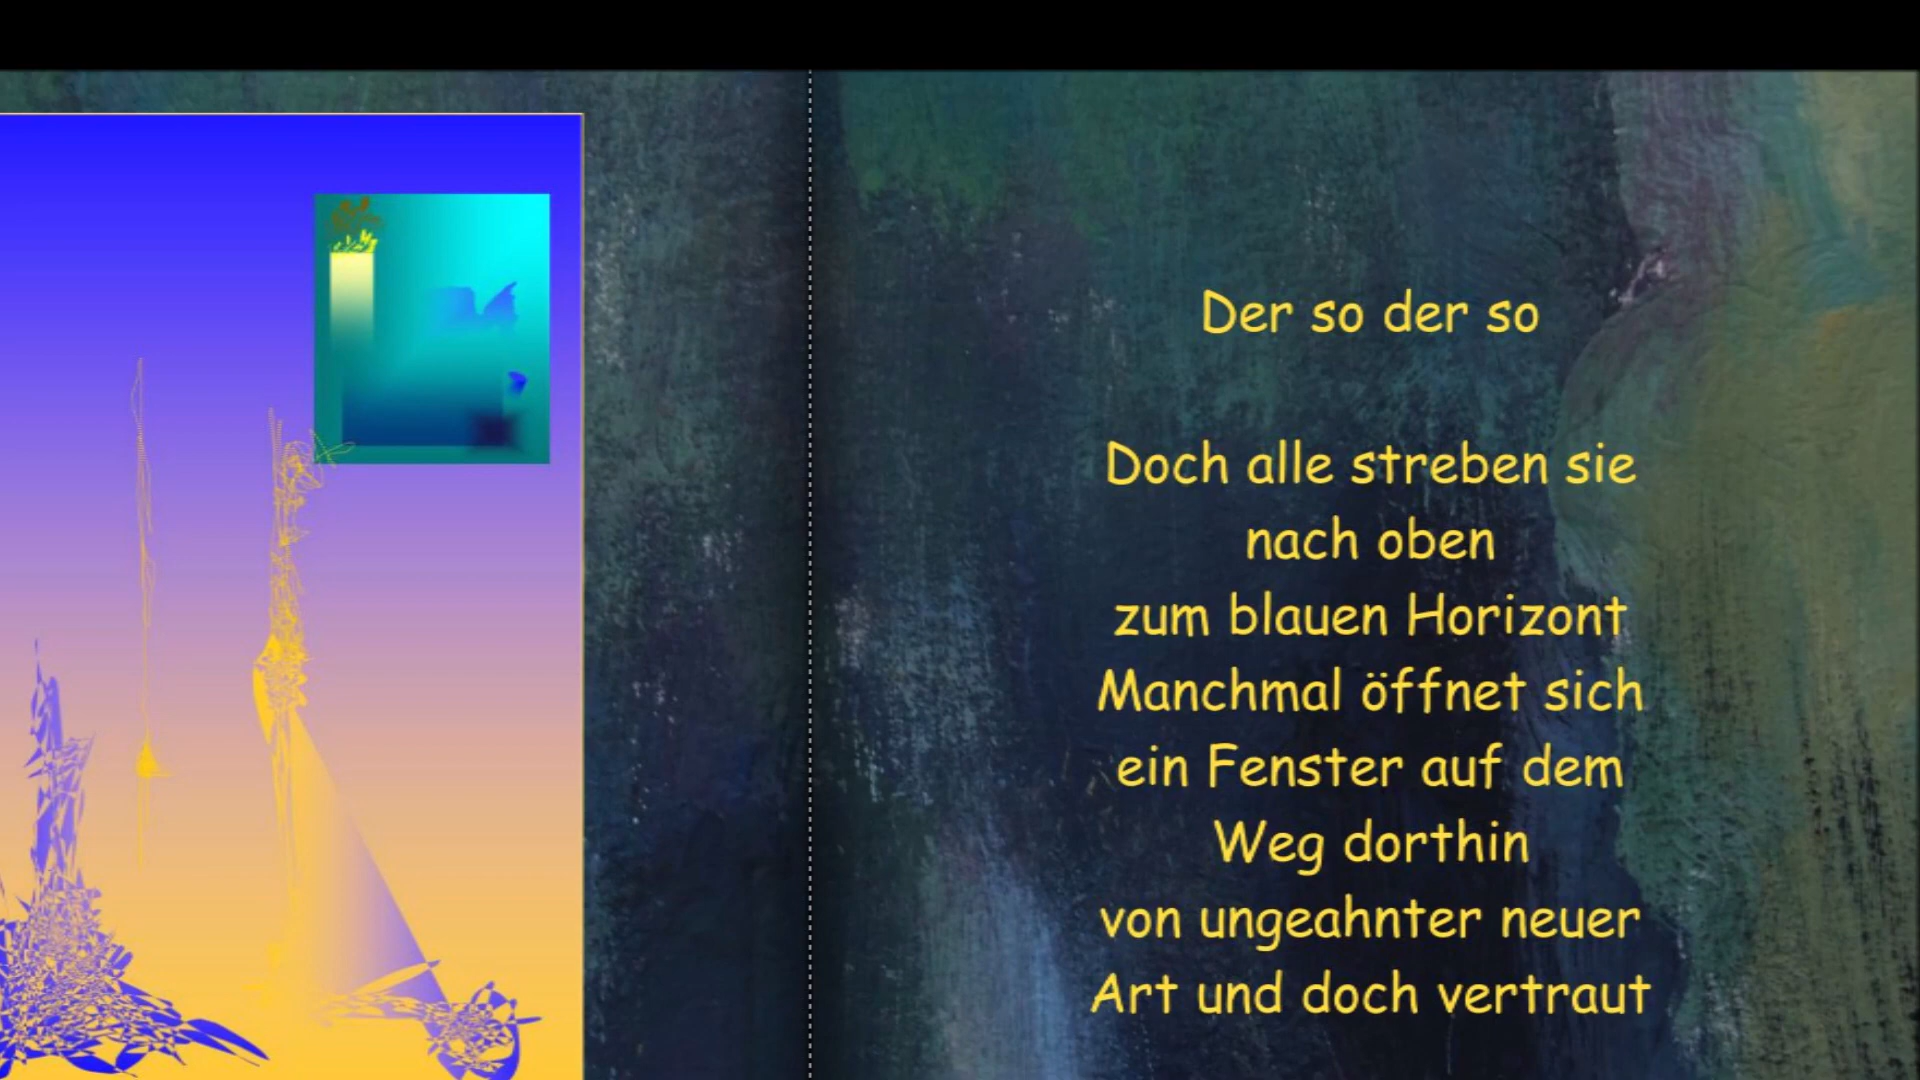 Der so der so
Doch alle streben sie
nach oben
zum blauen Horizont
Manchmal öffnet sich
ein Fenster auf dem
Weg dorthin
von ungeahnter neuer
Art und doch vertraut